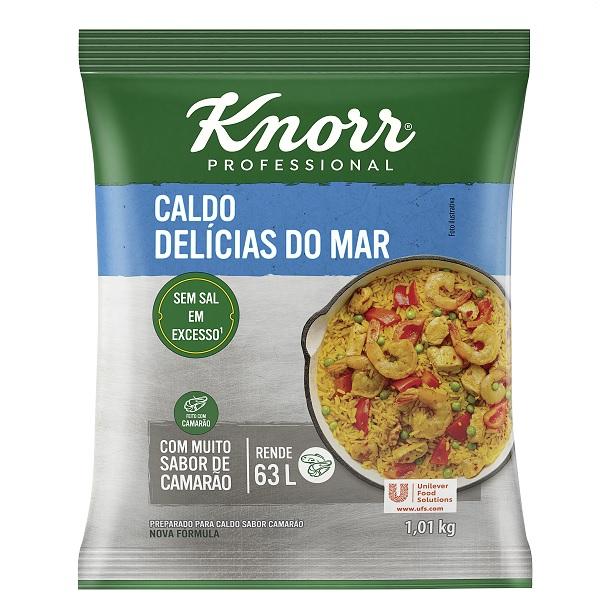 Knorr®
PROFESSIONAL
CALDO
DELÍCIAS DO MAR
Foto ilustrativa
SEM SAL
EM
EXCESSO¹
FEITO COM
CAMARÃO
COM MUITO
SABOR DE
CAMARÃO
RENDE
63 L
Unilever
Food
Solutions
www.ufs.com
PREPARADO PARA CALDO SABOR CAMARÃO
NOVA FÓRMULA
1,01 kg